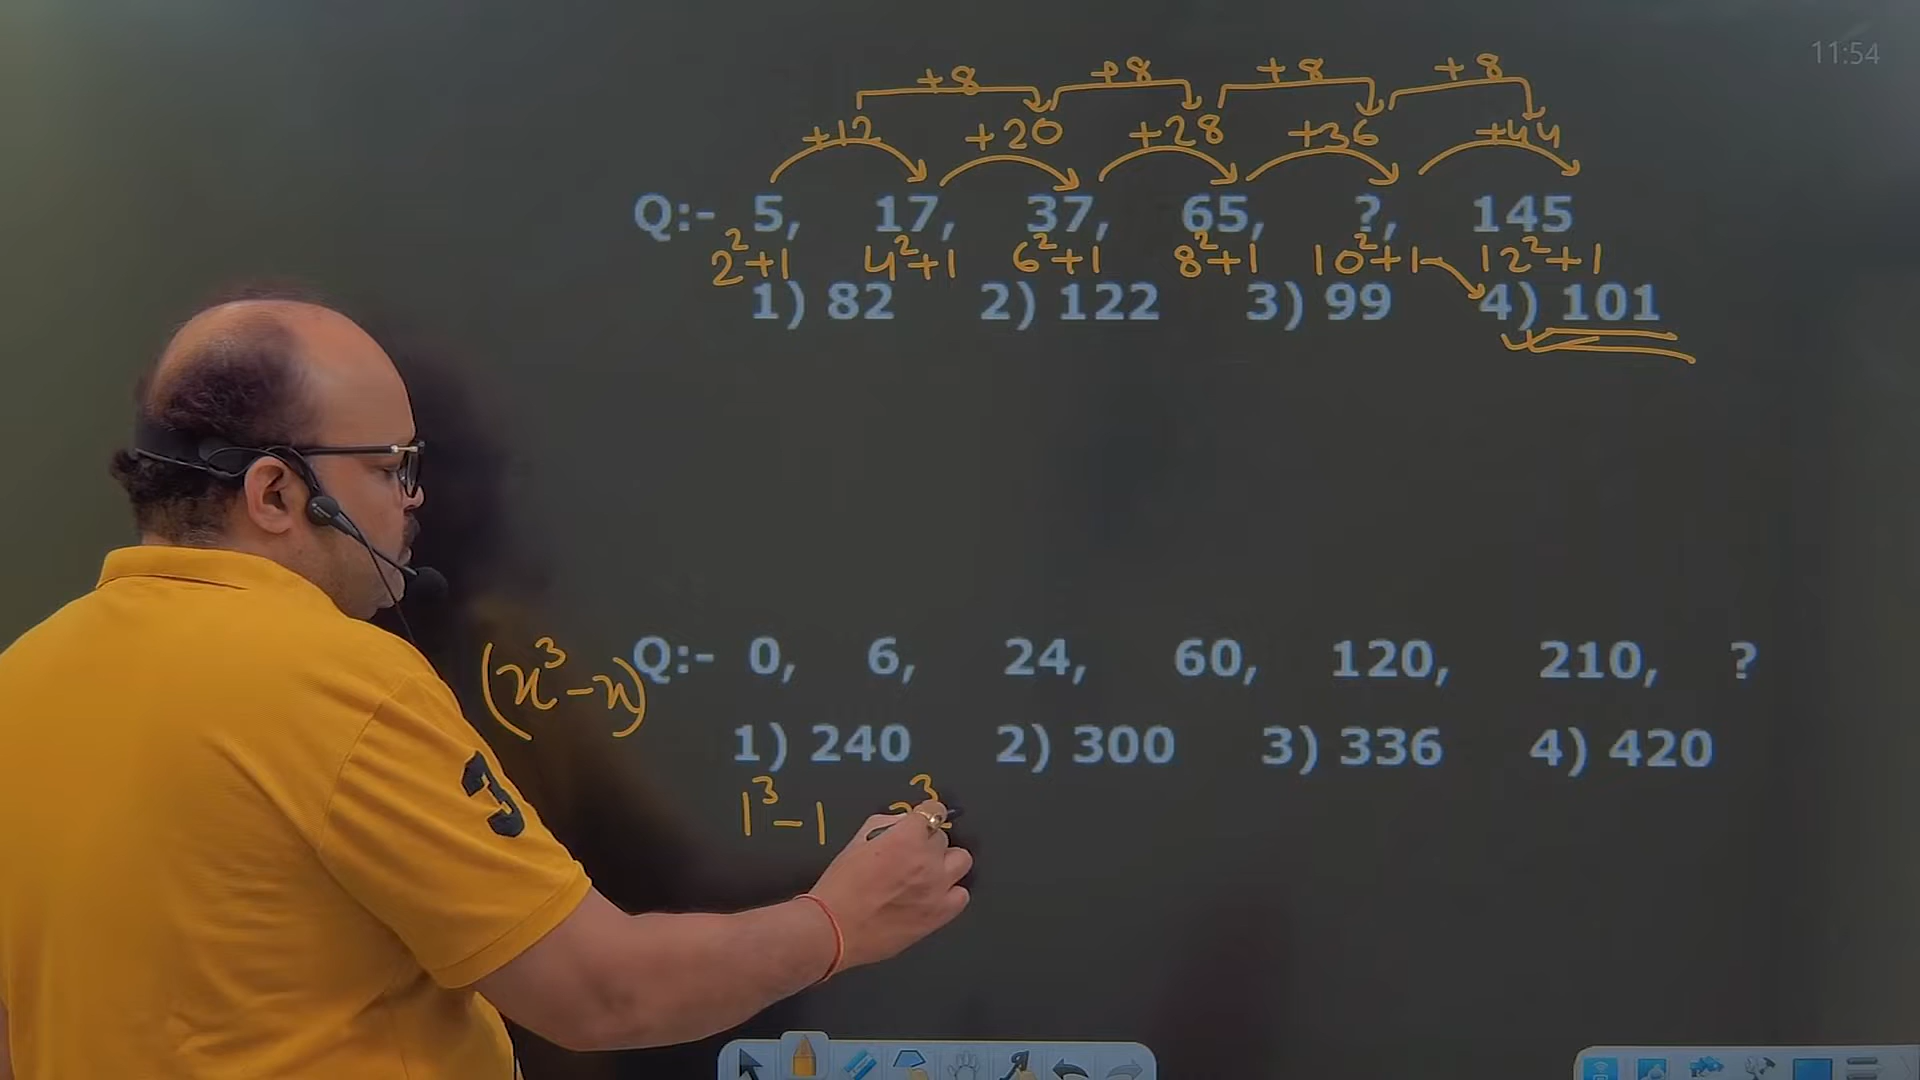 11:54
+8 +8 +8 +8
+12 +20 +28 +36 +44
Q:- 5, 17, 37, 65, ?, 145
2²+1 4²+1 6²+1 8²+1 10²+1 12²+1
1) 82 2) 122 3) 99 4) 101
(x³-x) Q:- 0, 6, 24, 60, 120, 210, ?
1) 240 2) 300 3) 336 4) 420
1³-1
3